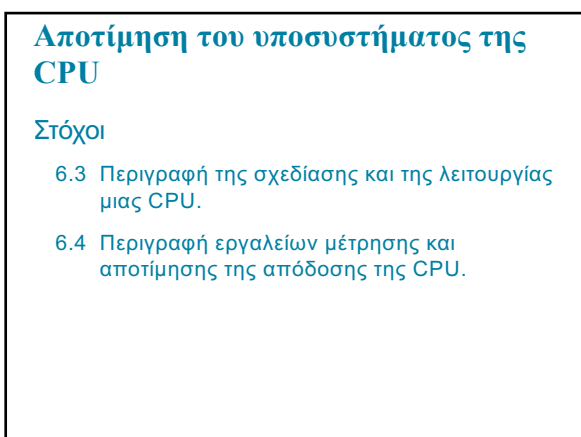 Αποτίμηση του υποσυστήματος της
CPU
Στόχοι
6.3 Περιγραφή της σχεδίασης και της λειτουργίας
μιας CPU.
6.4 Περιγραφή εργαλείων μέτρησης και
αποτίμησης της απόδοσης της CPU.